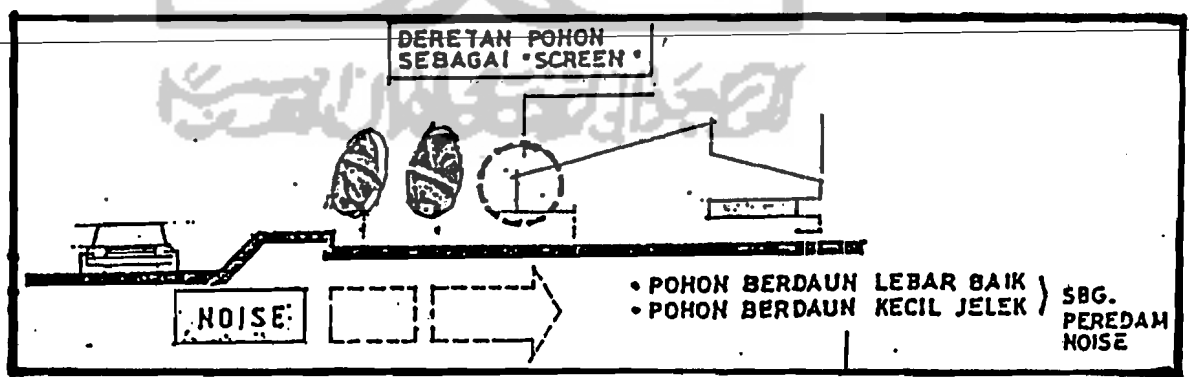 DERETAN POHON
SEBAGAI "SCREEN"
NOISE
• POHON BERDAUN LEBAR BAIK
• POHON BERDAUN KECIL JELEK
SBG.
PEREDAM
NOISE